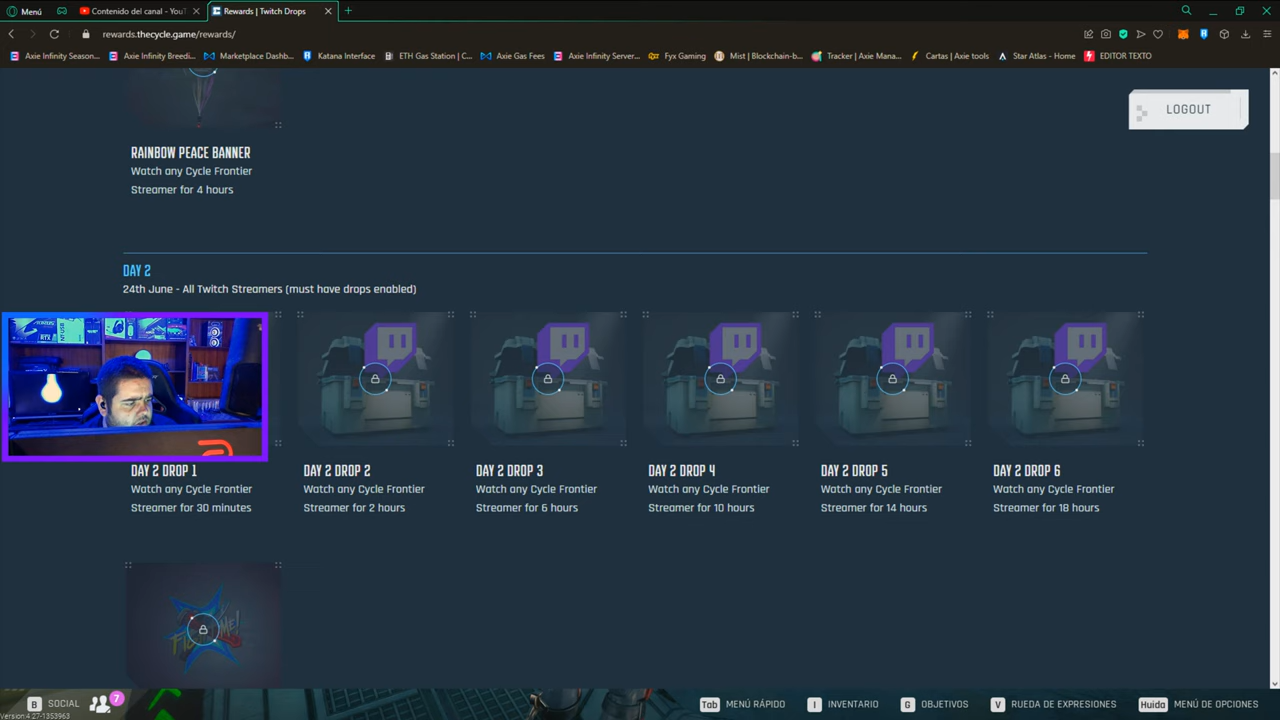 Menú
Contenido del canal - YouT
Rewards | Twitch Drops
rewards.thecycle.game/rewards/
Axie Infinity Season...
Axie Infinity Breedi...
Marketplace Dashb...
Katana Interface
ETH Gas Station | C...
Axie Gas Fees
Axie Infinity Server...
Fyx Gaming
Mist | Blockchain-b...
Tracker | Axie Mana...
Cartas | Axie tools
Star Atlas - Home
EDITOR TEXTO
LOGOUT
RAINBOW PEACE BANNER
Watch any Cycle Frontier
Streamer for 4 hours
DAY 2
24th June - All Twitch Streamers (must have drops enabled)
DAY 2 DROP 1
Watch any Cycle Frontier
Streamer for 30 minutes
DAY 2 DROP 2
Watch any Cycle Frontier
Streamer for 2 hours
DAY 2 DROP 3
Watch any Cycle Frontier
Streamer for 6 hours
DAY 2 DROP 4
Watch any Cycle Frontier
Streamer for 10 hours
DAY 2 DROP 5
Watch any Cycle Frontier
Streamer for 14 hours
DAY 2 DROP 6
Watch any Cycle Frontier
Streamer for 18 hours
B SOCIAL 7
Tab MENÚ RÁPIDO
I INVENTARIO
G OBJETIVOS
V RUEDA DE EXPRESIONES
Huida MENÚ DE OPCIONES
Version:4.27-1353963